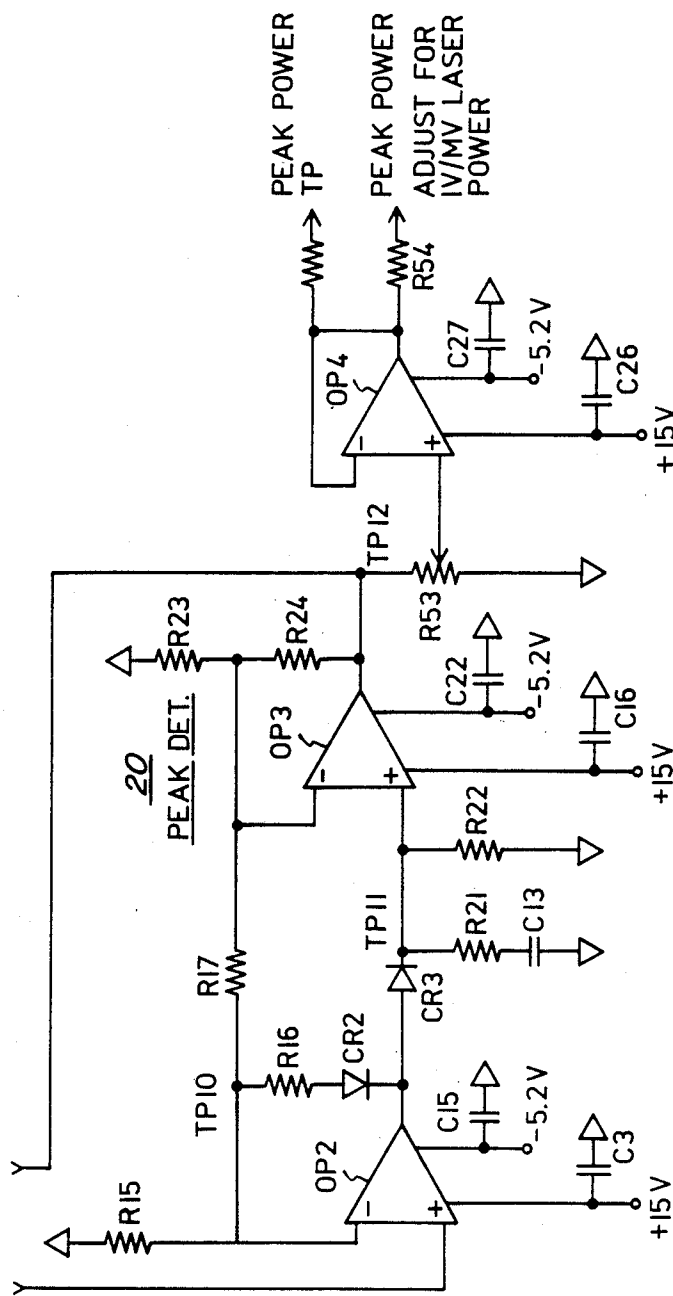 PEAK POWER
TP
PEAK POWER
ADJUST FOR
IV/MV LASER
POWER
R54
OP4
-
+
C27
-5.2V
C26
+15V
TP12
R53
R23
R24
20
PEAK DET.
OP3
-
+
C22
-5.2V
C16
+15V
R22
R21
C13
TP11
CR3
R17
TP10
R16
CR2
R15
OP2
-
+
C15
-5.2V
C3
+15V